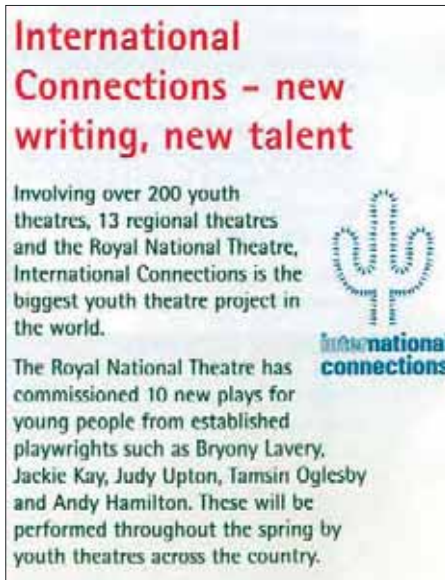 International
Connections – new
writing, new talent
Involving over 200 youth
theatres, 13 regional theatres
and the Royal National Theatre,
International Connections is the
biggest youth theatre project in
the world.
The Royal National Theatre has
commissioned 10 new plays for
young people from established
playwrights such as Bryony Lavery,
Jackie Kay, Judy Upton, Tamsin Oglesby
and Andy Hamilton. These will be
performed throughout the spring by
youth theatres across the country.
international
connections